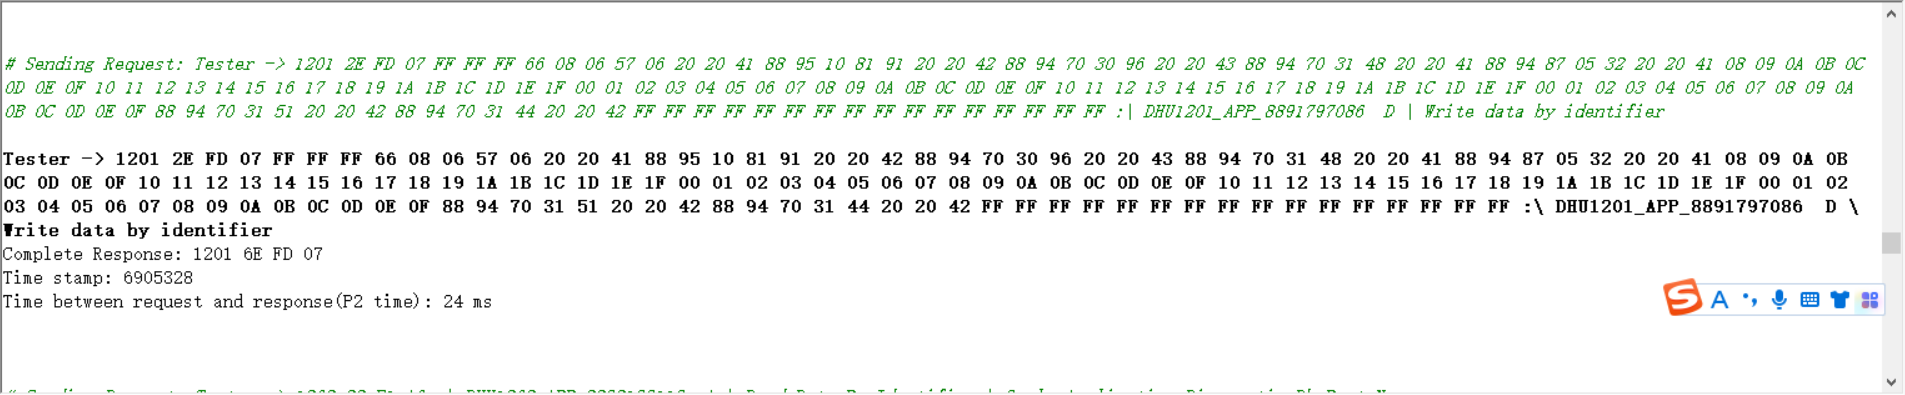 # Sending Request: Tester -> 1201 2E FD 07 FF FF FF 66 08 06 57 06 20 20 41 88 95 10 81 91 20 20 42 88 94 70 30 96 20 20 43 88 94 70 31 48 20 20 41 88 94 87 05 32 20 20 41 08 09 0A 0B 0C
0D 0E 0F 10 11 12 13 14 15 16 17 18 19 1A 1B 1C 1D 1E 1F 00 01 02 03 04 05 06 07 08 09 0A 0B 0C 0D 0E 0F 10 11 12 13 14 15 16 17 18 19 1A 1B 1C 1D 1E 1F 00 01 02 03 04 05 06 07 08 09 0A
0B 0C 0D 0E 0F 88 94 70 31 51 20 20 42 88 94 70 31 44 20 20 42 FF FF FF FF FF FF FF FF FF FF FF FF FF FF FF FF :| DHU1201_APP_8891797086  D | Write data by identifier
Tester -> 1201 2E FD 07 FF FF FF 66 08 06 57 06 20 20 41 88 95 10 81 91 20 20 42 88 94 70 30 96 20 20 43 88 94 70 31 48 20 20 41 88 94 87 05 32 20 20 41 08 09 0A 0B
0C 0D 0E 0F 10 11 12 13 14 15 16 17 18 19 1A 1B 1C 1D 1E 1F 00 01 02 03 04 05 06 07 08 09 0A 0B 0C 0D 0E 0F 10 11 12 13 14 15 16 17 18 19 1A 1B 1C 1D 1E 1F 00 01 02
03 04 05 06 07 08 09 0A 0B 0C 0D 0E 0F 88 94 70 31 51 20 20 42 88 94 70 31 44 20 20 42 FF FF FF FF FF FF FF FF FF FF FF FF FF FF FF FF :\ DHU1201_APP_8891797086  D \
Write data by identifier
Complete Response: 1201 6E FD 07
Time stamp: 6905328
Time between request and response(P2 time): 24 ms